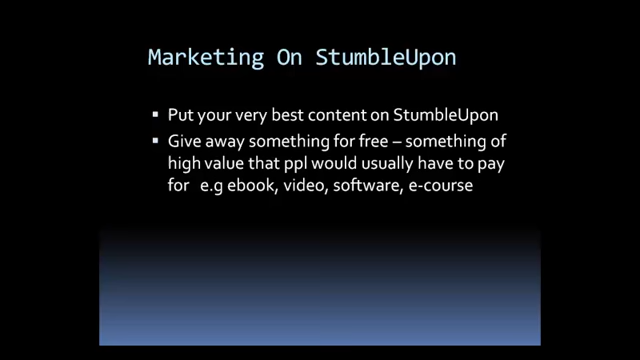 Marketing On StumbleUpon
▪ Put your very best content on StumbleUpon
▪ Give away something for free – something of
high value that ppl would usually have to pay
for e.g ebook, video, software, e-course